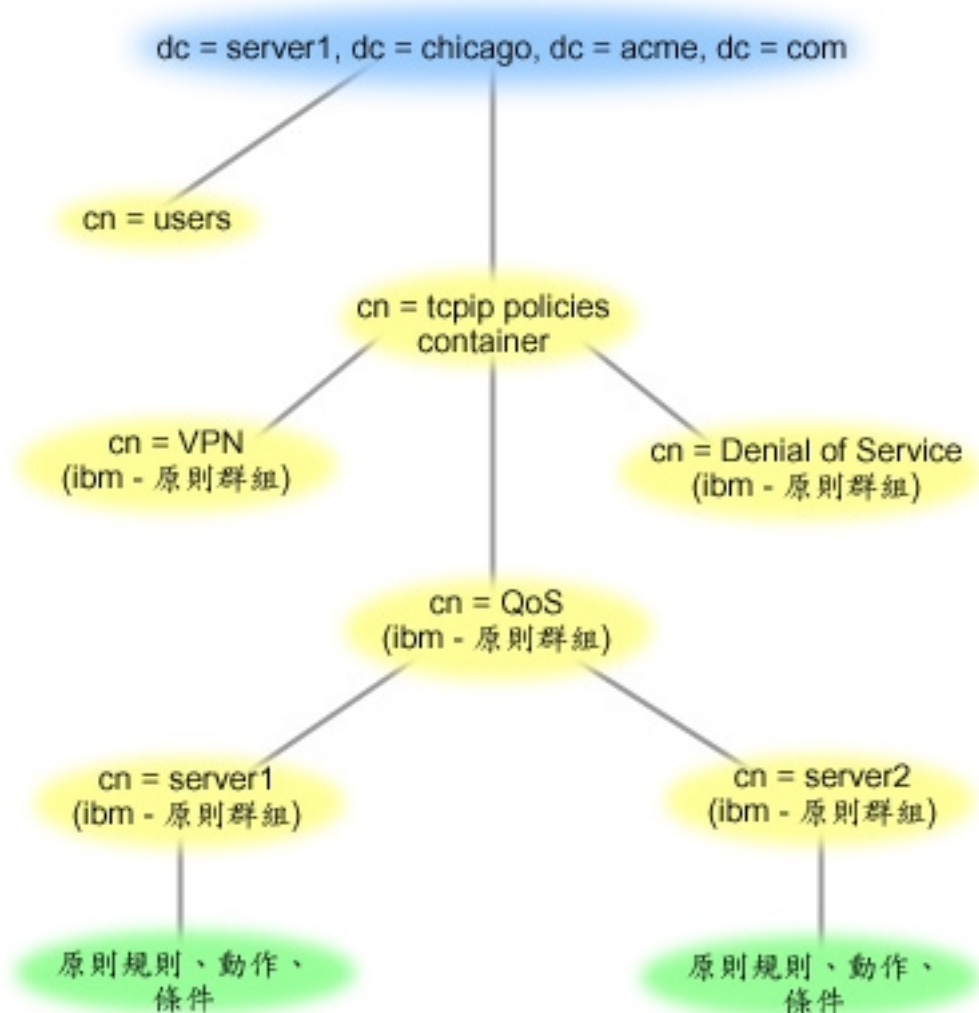 dc = server1, dc = chicago, dc = acme, dc = com
cn = users
cn = tcpip policies
container
cn = VPN
(ibm - 原則群組)
cn = Denial of Service
(ibm - 原則群組)
cn = QoS
(ibm - 原則群組)
cn = server1
(ibm - 原則群組)
cn = server2
(ibm - 原則群組)
原則規則、動作、
條件
原則規則、動作、
條件